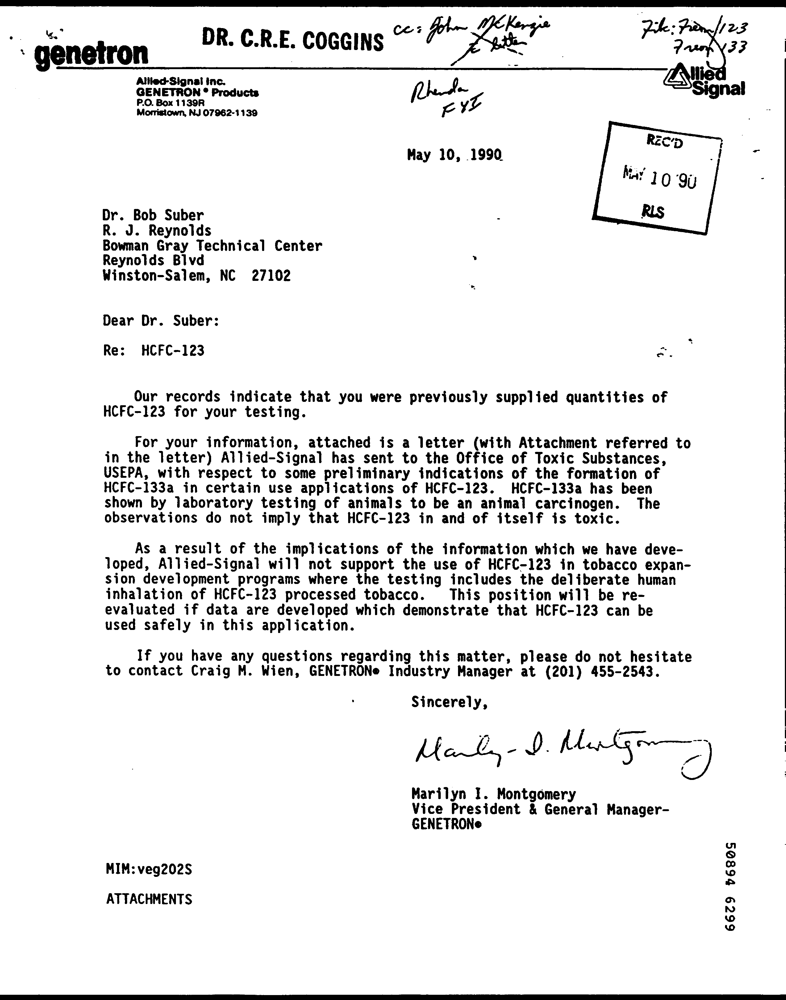 genetron
DR. C.R.E. COGGINS
cc: John McKenzie
c letter
File: Freon/123
Freon 133
Allied-Signal Inc.
GENETRON® Products
P.O. Box 1139R
Morristown, NJ 07962-1139
Rhenda
FYI
Allied
Signal
May 10, 1990
REC'D
MAY 10 '90
RLS
Dr. Bob Suber
R. J. Reynolds
Bowman Gray Technical Center
Reynolds Blvd
Winston-Salem, NC 27102
Dear Dr. Suber:
Re: HCFC-123
Our records indicate that you were previously supplied quantities of
HCFC-123 for your testing.
For your information, attached is a letter (with Attachment referred to
in the letter) Allied-Signal has sent to the Office of Toxic Substances,
USEPA, with respect to some preliminary indications of the formation of
HCFC-133a in certain use applications of HCFC-123. HCFC-133a has been
shown by laboratory testing of animals to be an animal carcinogen. The
observations do not imply that HCFC-123 in and of itself is toxic.
As a result of the implications of the information which we have deve-
loped, Allied-Signal will not support the use of HCFC-123 in tobacco expan-
sion development programs where the testing includes the deliberate human
inhalation of HCFC-123 processed tobacco. This position will be re-
evaluated if data are developed which demonstrate that HCFC-123 can be
used safely in this application.
If you have any questions regarding this matter, please do not hesitate
to contact Craig M. Wien, GENETRON® Industry Manager at (201) 455-2543.
Sincerely,
Marilyn I. Montgomery
Marilyn I. Montgomery
Vice President & General Manager-
GENETRON®
MIM:veg202S
ATTACHMENTS
50894 6299